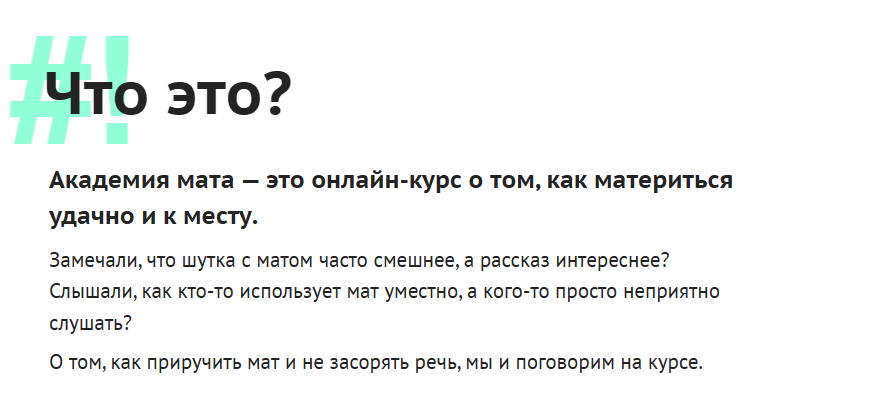 #!
Что это?
Академия мата — это онлайн-курс о том, как материться
удачно и к месту.
Замечали, что шутка с матом часто смешнее, а рассказ интереснее?
Слышали, как кто-то использует мат уместно, а кого-то просто неприятно
слушать?
О том, как приручить мат и не засорять речь, мы и поговорим на курсе.